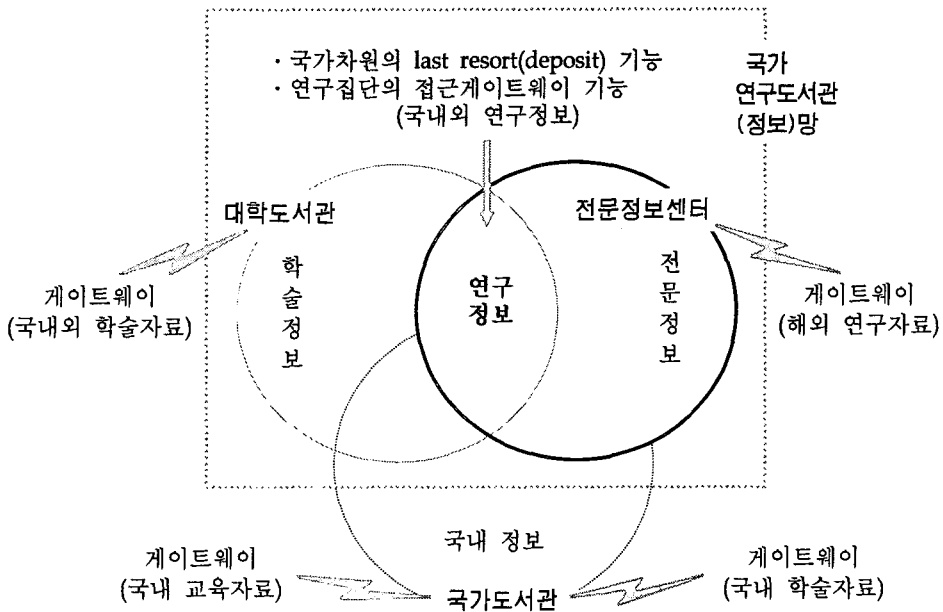 · 국가차원의 last resort(deposit) 기능
· 연구집단의 접근게이트웨이 기능
(국내외 연구정보)
국가
연구도서관
(정보)망
대학도서관
전문정보센터
학술정보
연구
정보
전문정보
게이트웨이
(국내외 학술자료)
게이트웨이
(해외 연구자료)
국내 정보
게이트웨이
(국내 교육자료)
국가도서관
게이트웨이
(국내 학술자료)